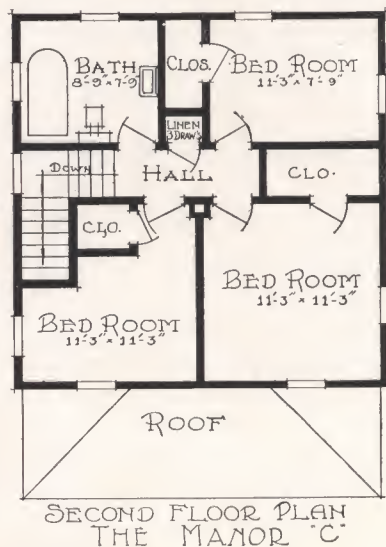 BATH
8'-9" x 7'-9"
CLOS.
BED ROOM
11'-3" x 7'-9"
LINEN
3 DRAW'S
DOWN
HALL
CLO.
CLO.
BED ROOM
11'-3" x 11'-3"
BED ROOM
11'-3" x 11'-3"
ROOF
SECOND FLOOR PLAN
THE MANOR "C"